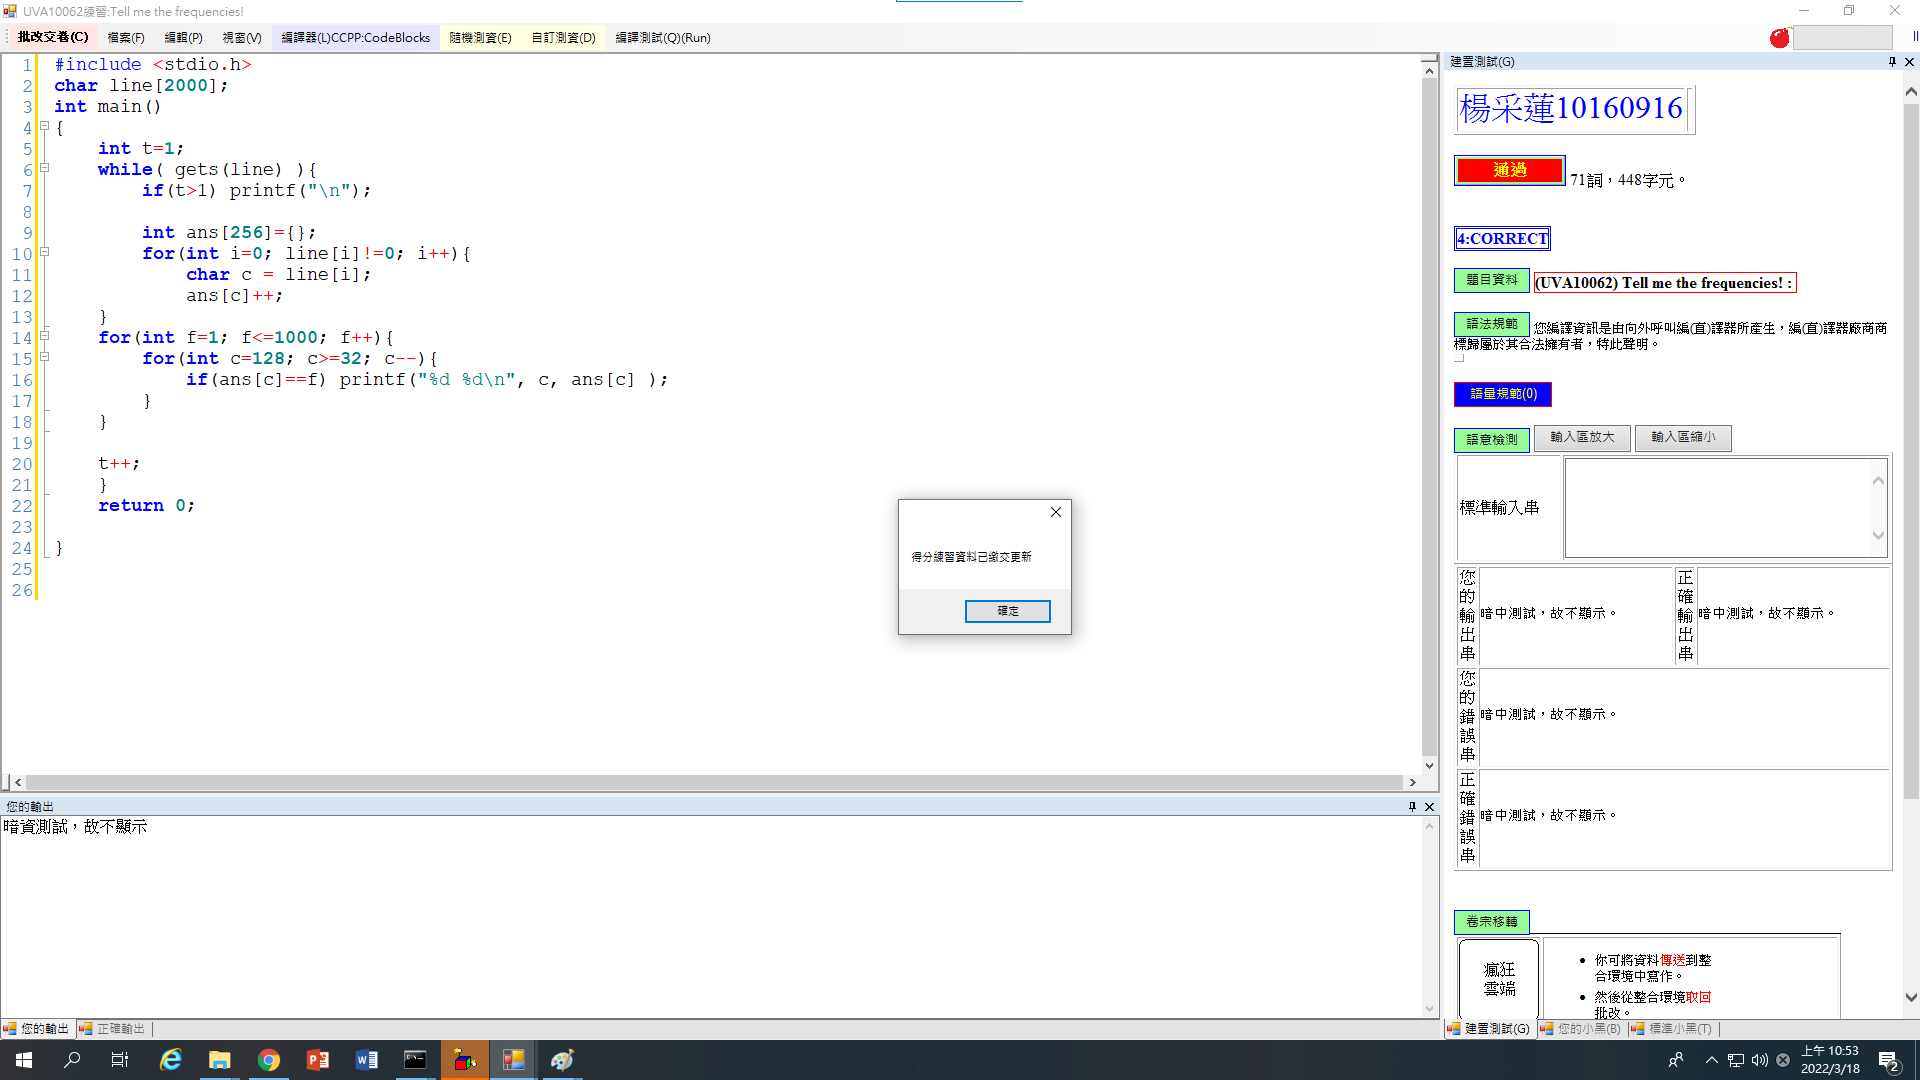 UVA10062練習:Tell me the frequencies!
批改交卷(C) 檔案(F) 編輯(P) 視窗(V) 編譯器(L)CCPP:CodeBlocks 隨機測資(E) 自訂測資(D) 編譯測試(Q)(Run)
1 #include <stdio.h>
2 char line[2000];
3 int main()
4 {
5     int t=1;
6     while( gets(line) ){
7         if(t>1) printf("\n");
8
9         int ans[256]={};
10         for(int i=0; line[i]!=0; i++){
11             char c = line[i];
12             ans[c]++;
13     }
14     for(int f=1; f<=1000; f++){
15         for(int c=128; c>=32; c--){
16             if(ans[c]==f) printf("%d %d\n", c, ans[c] );
17         }
18     }
19
20     t++;
21     }
22     return 0;
23
24 }
25
26
得分練習資料已繳交更新
確定
您的輸出
暗資測試，故不顯示
您的輸出 正確輸出
建置測試(G)
楊采蓮10160916
通過 71詞，448字元。
4:CORRECT
題目資料 (UVA10062) Tell me the frequencies! :
語法規範 您編譯資訊是由向外呼叫編(直)譯器所產生，編(直)譯器廠商商
標歸屬於其合法擁有者，特此聲明。
語量規範(0)
語意檢測 輸入區放大 輸入區縮小
標準輸入串
您的輸出串 暗中測試，故不顯示。 正確輸出串 暗中測試，故不顯示。
您的錯誤串 暗中測試，故不顯示。
正確錯誤串 暗中測試，故不顯示。
卷宗移轉
瘋狂
雲端
• 你可將資料傳送到整
合環境中寫作。
• 然後從整合環境取回
批改。
建置測試(G) 您的小黑(B) 標準小黑(T)
上午 10:53
2022/3/18
2